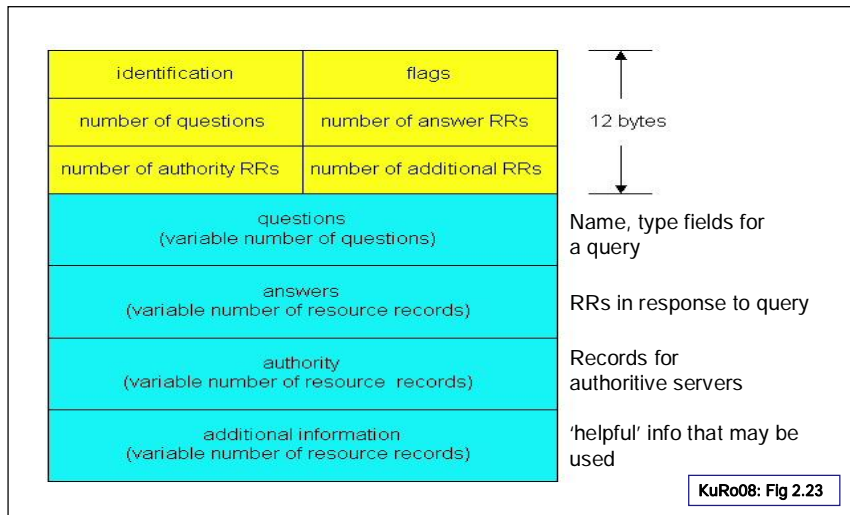 identification
flags
number of questions
number of answer RRs
12 bytes
number of authority RRs
number of additional RRs
questions
(variable number of questions)
Name, type fields for
a query
answers
(variable number of resource records)
RRs in response to query
authority
(variable number of resource records)
Records for
authoritive servers
additional information
(variable number of resource records)
‘helpful’ info that may be
used
KuRo08: Fig 2.23